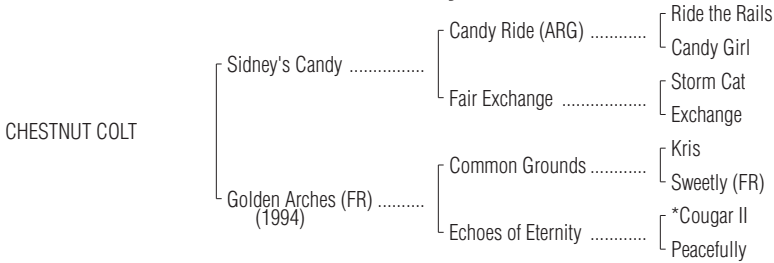 Ride the Rails
Candy Ride (ARG) ............
Candy Girl
Sidney's Candy ................
Storm Cat
Fair Exchange ..................
Exchange
CHESTNUT COLT
Kris
Common Grounds ............
Sweetly (FR)
Golden Arches (FR) ..........
(1994)
*Cougar II
Echoes of Eternity ............
Peacefully